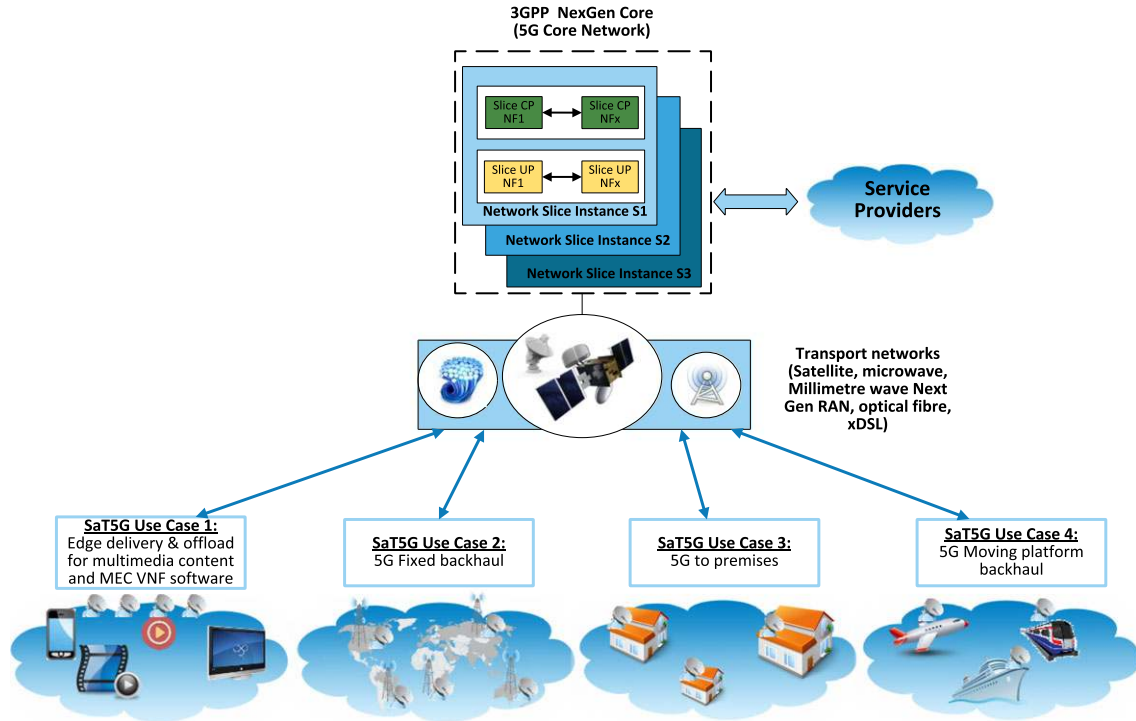 3GPP NexGen Core
(5G Core Network)
Slice CP
NF1
Slice CP
NFx
Slice UP
NF1
Slice UP
NFx
Network Slice Instance S1
Network Slice Instance S2
Network Slice Instance S3
Service
Providers
Transport networks
(Satellite, microwave,
Millimetre wave Next
Gen RAN, optical fibre,
xDSL)
SaT5G Use Case 1:
Edge delivery & offload
for multimedia content
and MEC VNF software
SaT5G Use Case 2:
5G Fixed backhaul
SaT5G Use Case 3:
5G to premises
SaT5G Use Case 4:
5G Moving platform
backhaul